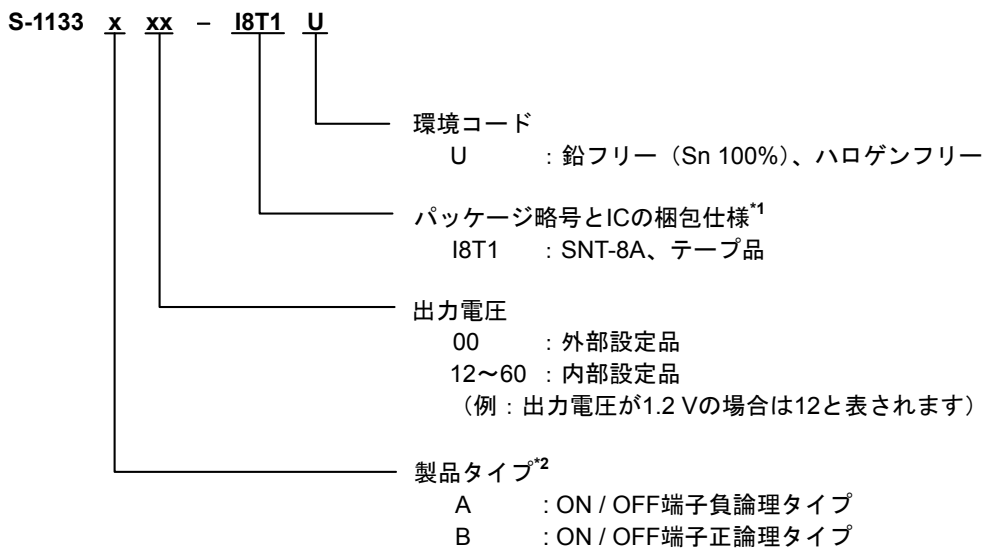 S-1133 x xx – I8T1 U
環境コード
U : 鉛フリー（Sn 100%）、ハロゲンフリー
パッケージ略号とICの梱包仕様*1
I8T1 : SNT-8A、テープ品
出力電圧
00 : 外部設定品
12～60 : 内部設定品
（例：出力電圧が1.2 Vの場合は12と表されます）
製品タイプ*2
A : ON / OFF端子負論理タイプ
B : ON / OFF端子正論理タイプ